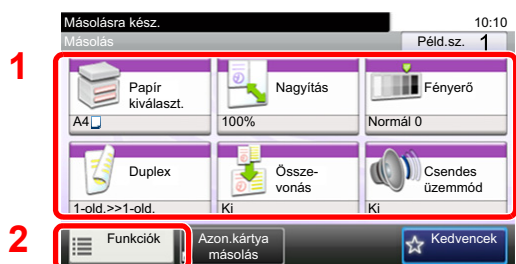 Másolásra kész. 10:10
Másolás Péld.sz. 1
1
Papír kiválaszt.
Nagyítás
Fényerő
A4 100% Normál 0
Duplex
Össze-
vonás
Csendes
üzemmód
1-old.>>1-old. Ki Ki
2
Funkciók
Azon.kártya
másolás
Kedvencek